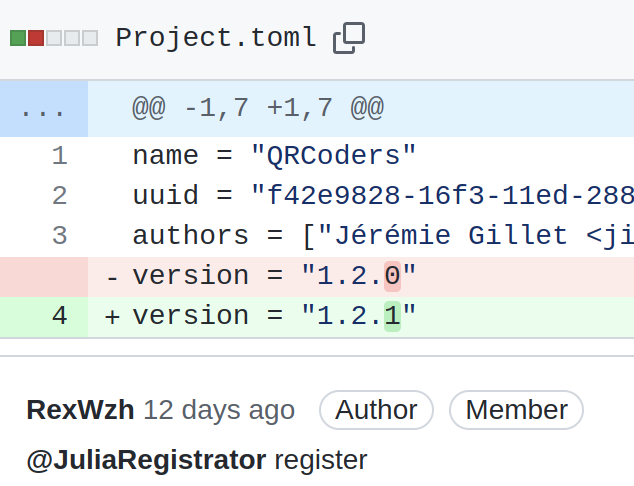 Project.toml
... @@ -1,7 +1,7 @@
1 name = "QRCoders"
2 uuid = "f42e9828-16f3-11ed-288
3 authors = ["Jérémie Gillet <ji
- version = "1.2.0"
4 + version = "1.2.1"
RexWzh 12 days ago Author Member
@JuliaRegistrator register